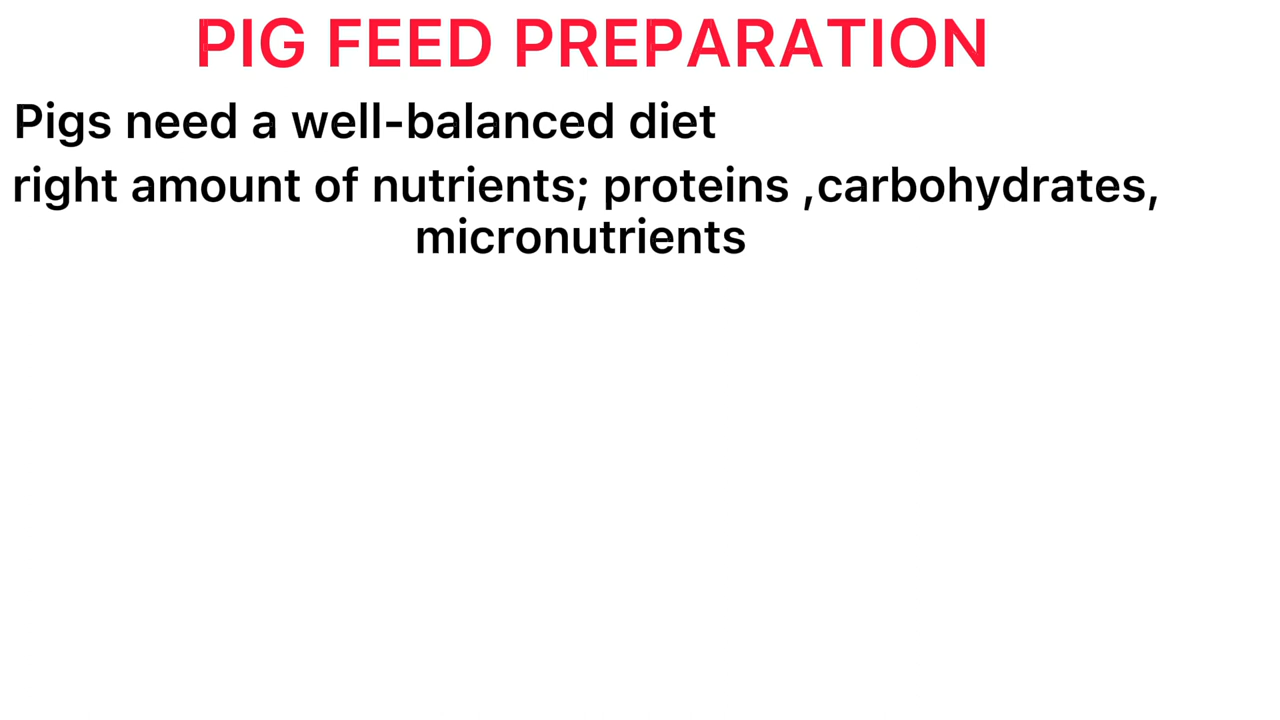 PIG FEED PREPARATION
Pigs need a well-balanced diet
right amount of nutrients; proteins ,carbohydrates,
micronutrients